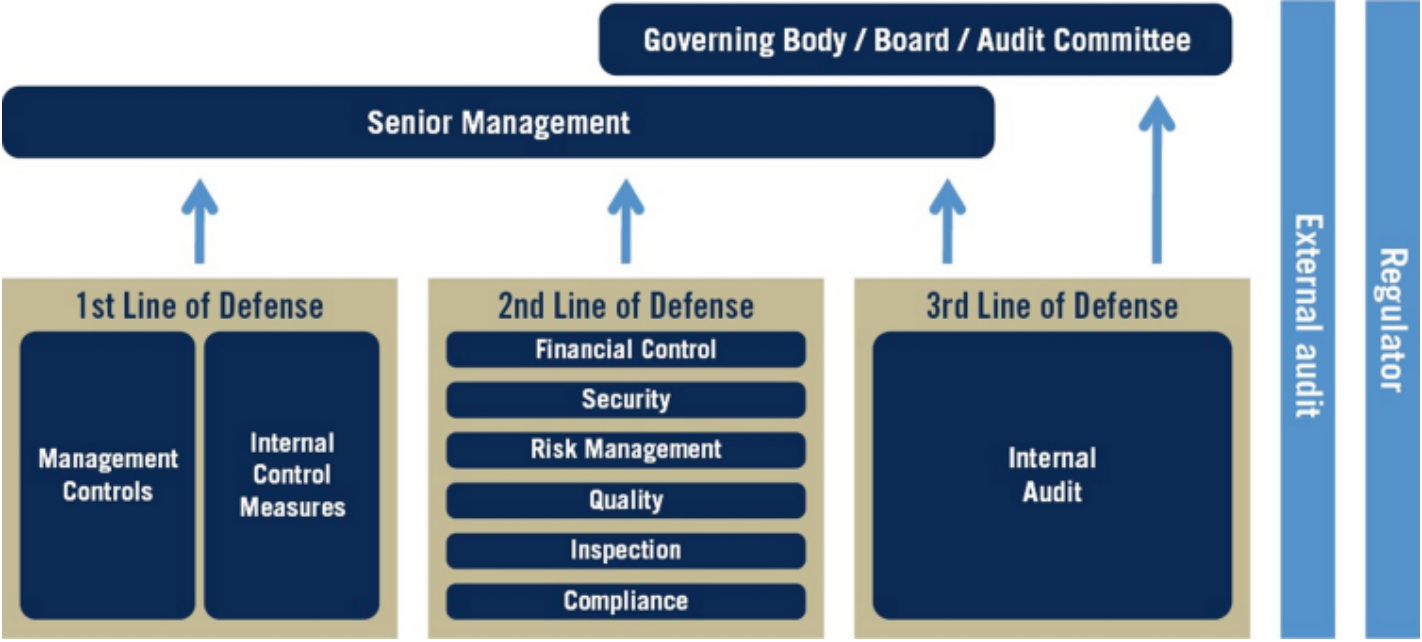 Governing Body / Board / Audit Committee
Senior Management
1st Line of Defense
Management
Controls
Internal
Control
Measures
2nd Line of Defense
Financial Control
Security
Risk Management
Quality
Inspection
Compliance
3rd Line of Defense
Internal
Audit
External audit
Regulator